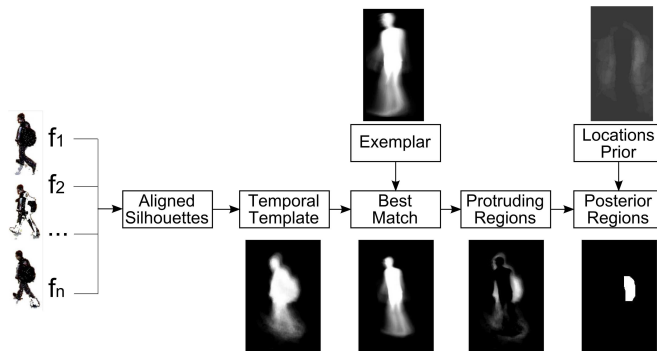 f1
f2
...
fn
Aligned
Silhouettes
Temporal
Template
Exemplar
Best
Match
Protruding
Regions
Locations
Prior
Posterior
Regions